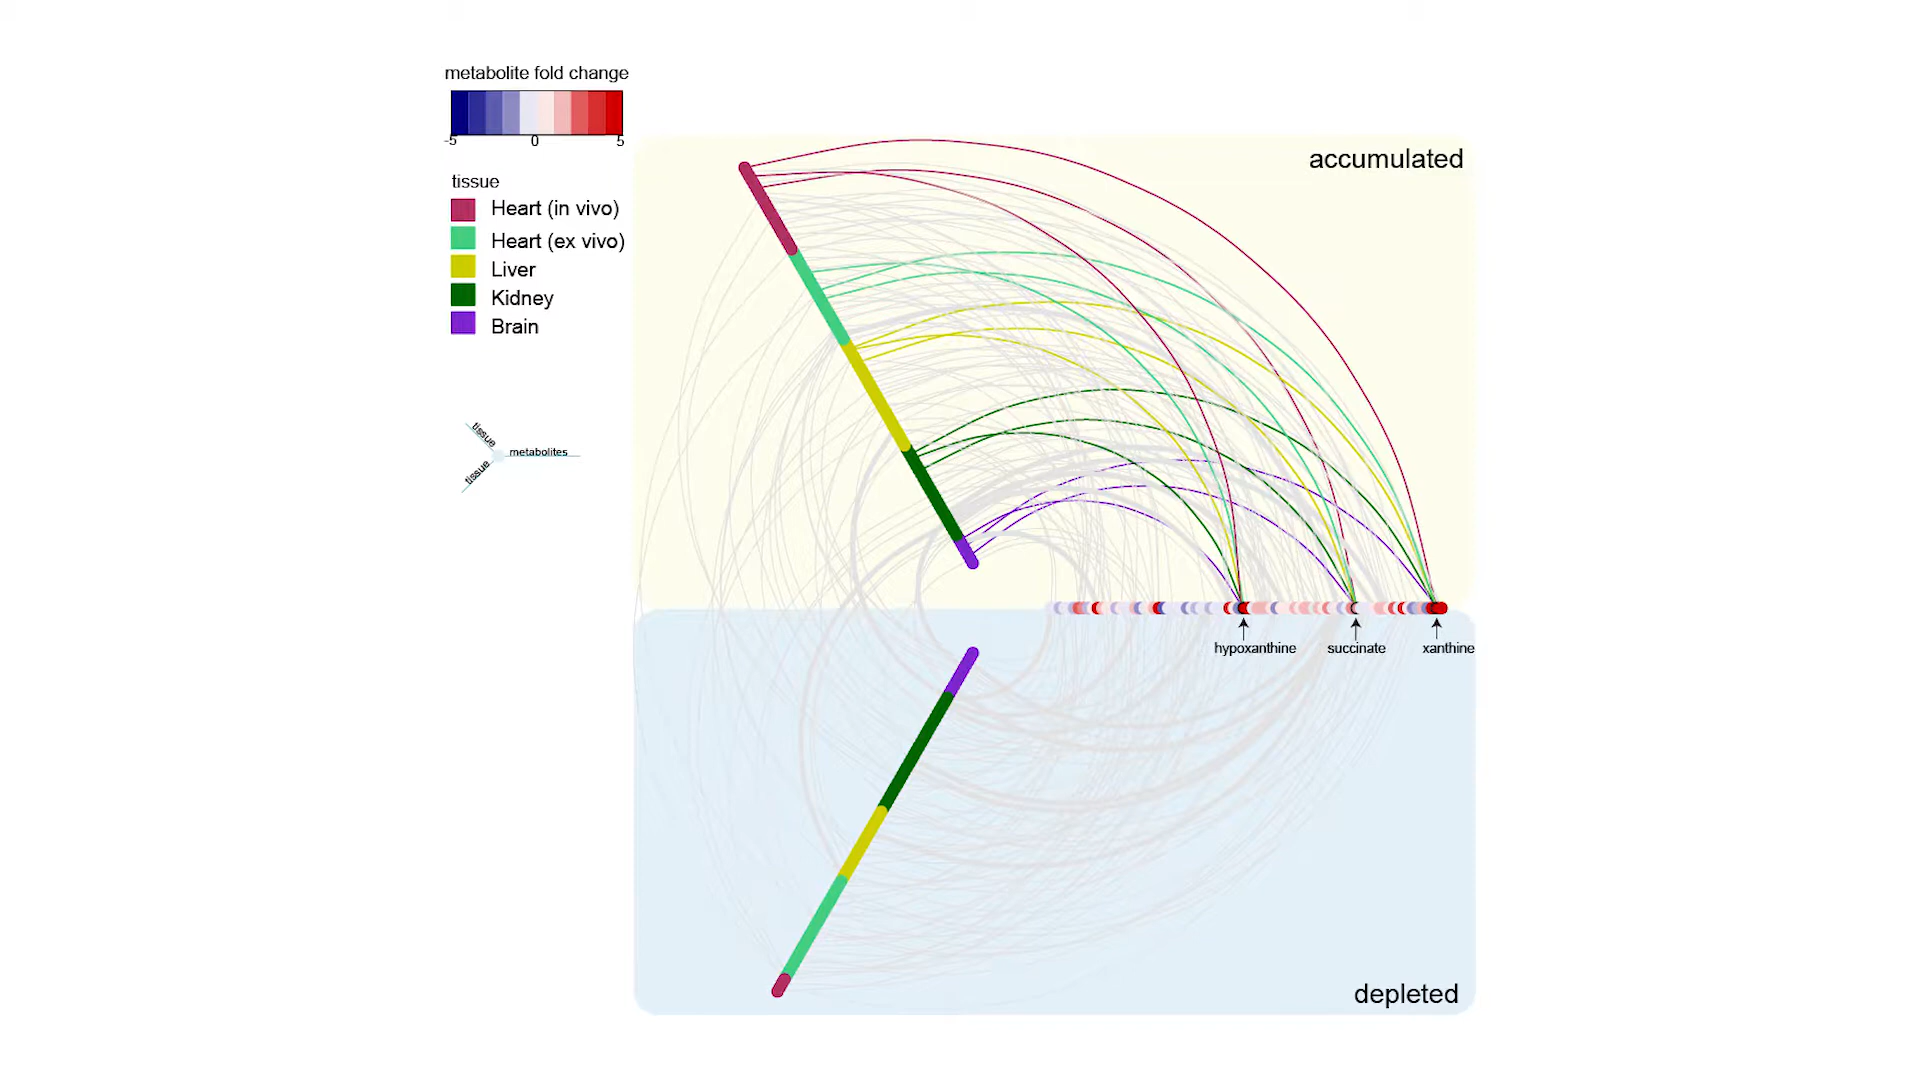 metabolite fold change
-5 0 5
tissue
Heart (in vivo)
Heart (ex vivo)
Liver
Kidney
Brain
tissue
metabolites
tissue
accumulated
hypoxanthine succinate xanthine
depleted